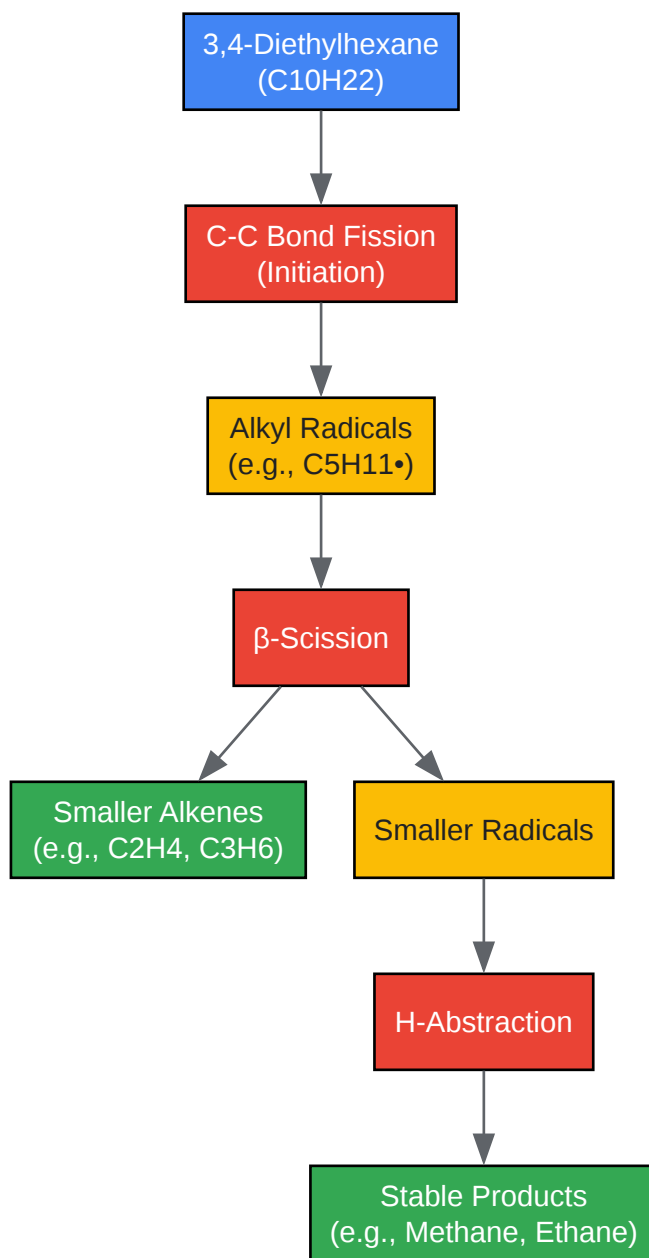 3,4-Diethylhexane
(C10H22)
C-C Bond Fission
(Initiation)
Alkyl Radicals
(e.g., C5H11•)
β-Scission
Smaller Alkenes
(e.g., C2H4, C3H6)
Smaller Radicals
H-Abstraction
Stable Products
(e.g., Methane, Ethane)